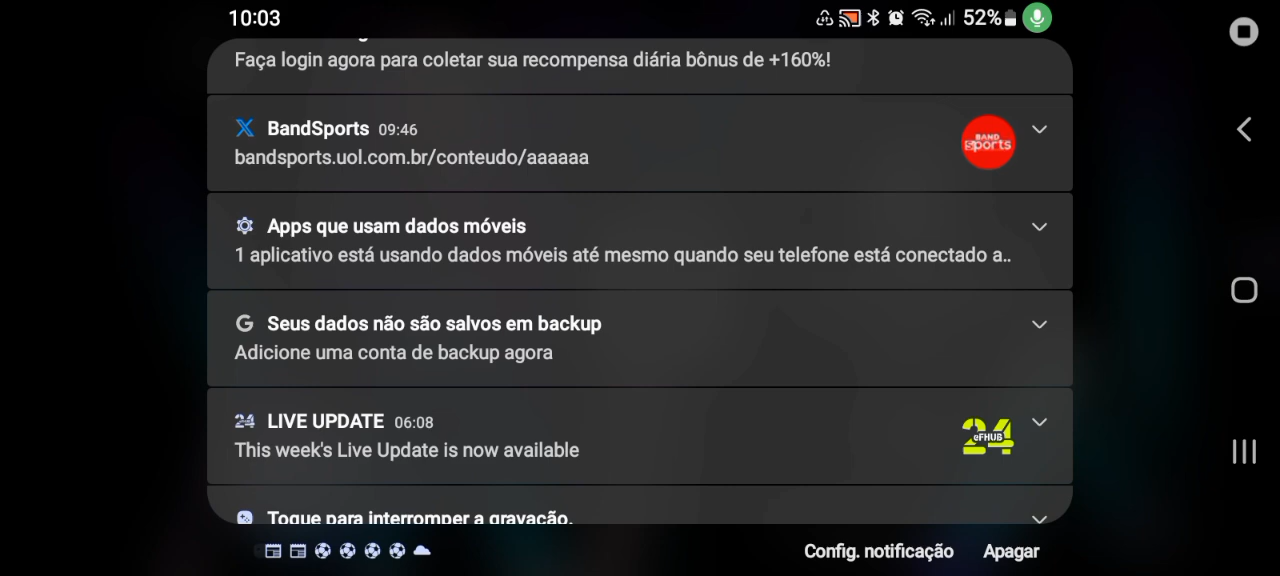 10:03
52%
Faça login agora para coletar sua recompensa diária bônus de +160%!
BandSports 09:46
BAND sports
bandsports.uol.com.br/conteudo/aaaaaa
Apps que usam dados móveis
1 aplicativo está usando dados móveis até mesmo quando seu telefone está conectado a..
G Seus dados não são salvos em backup
Adicione uma conta de backup agora
24 LIVE UPDATE 06:08
24 eFHUB
This week's Live Update is now available
Toque para interromper a gravação.
Config. notificação Apagar